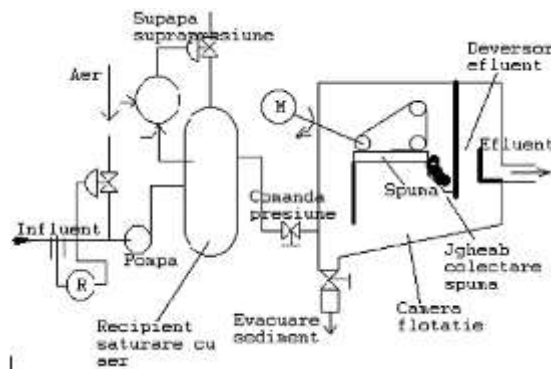 Supapa
suprapresiune
Aer
Deversor
efluent
M
Efluent
Spuma
Comanda
presiune
Influent
Pompa
R
Jgheab
colectare
spuma
Recipient
saturare cu
aer
Evacuare
sediment
Camera
flotatie